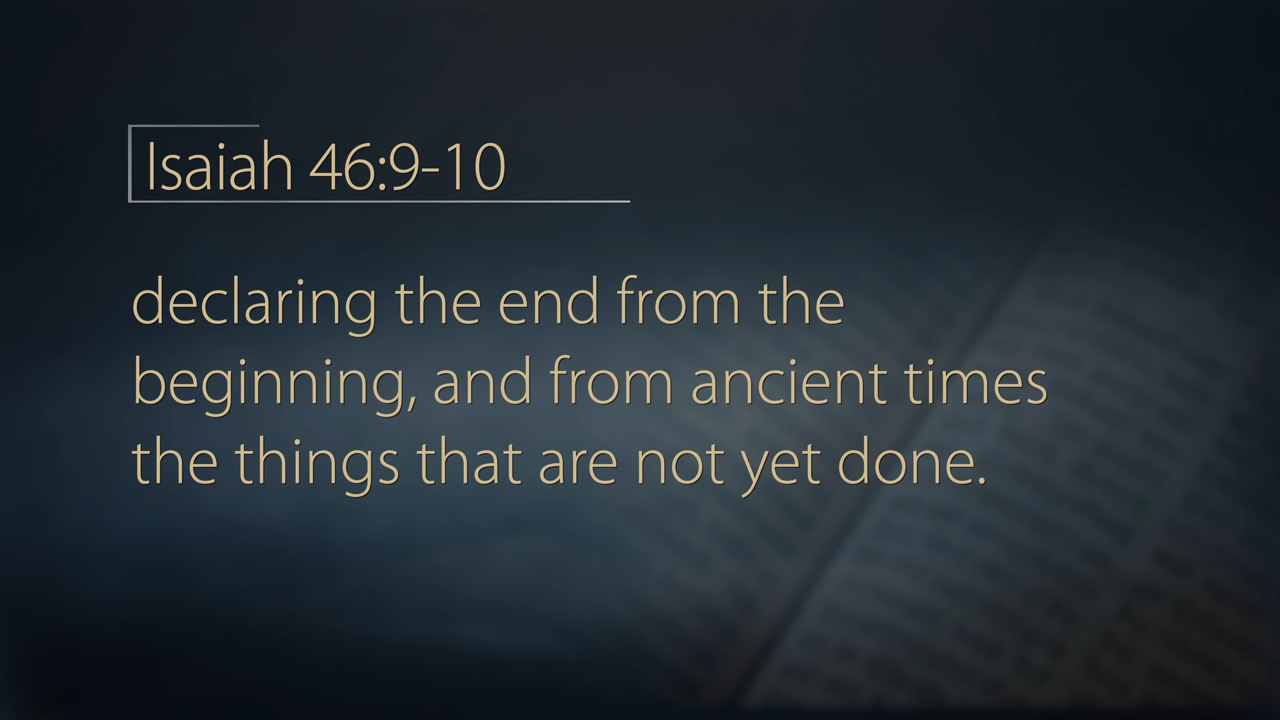 Isaiah 46:9-10
declaring the end from the
beginning, and from ancient times
the things that are not yet done.